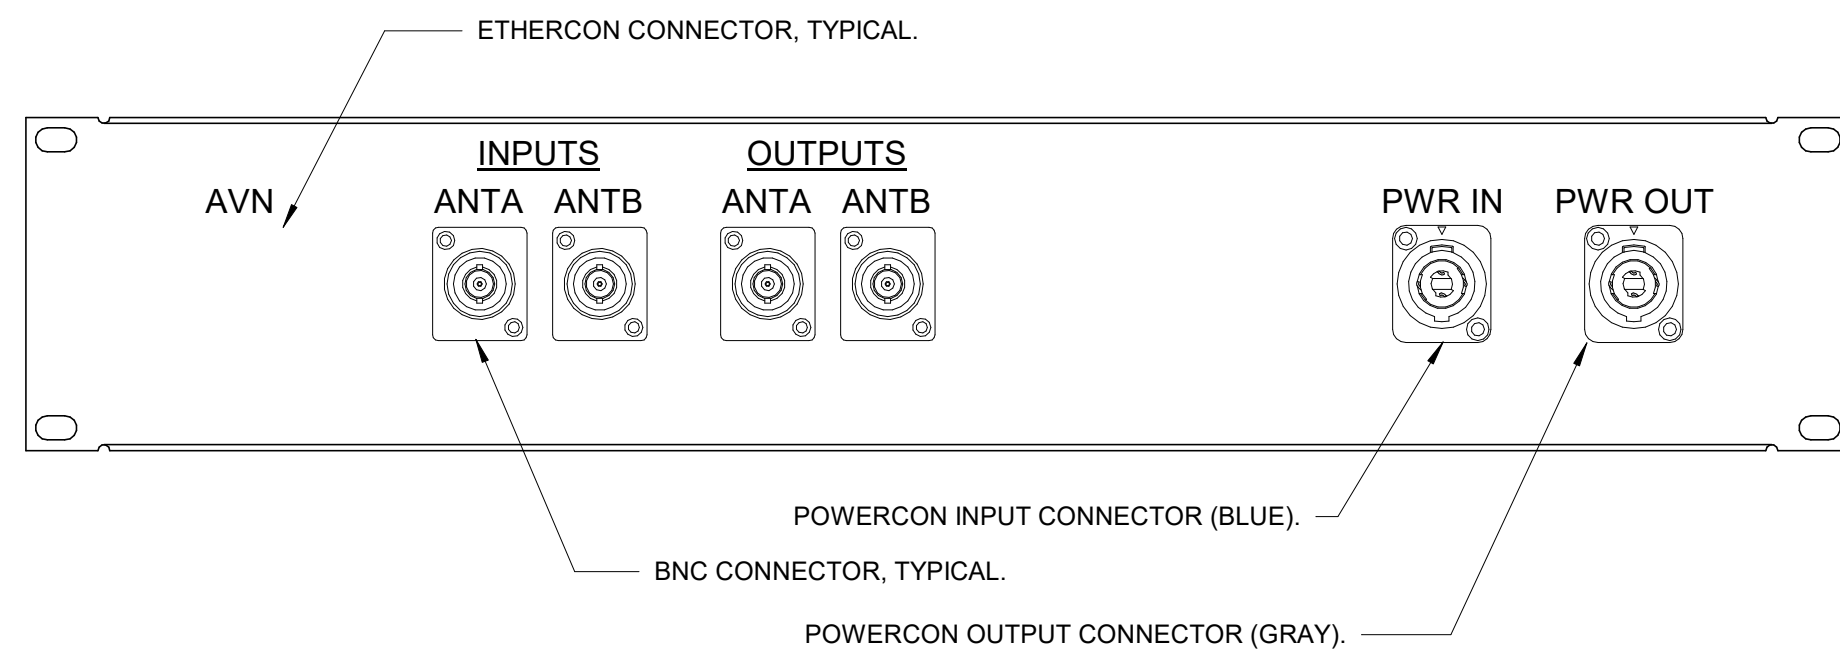 ETHERCON CONNECTOR, TYPICAL.
INPUTS OUTPUTS
AVN ANTA ANTB ANTA ANTB PWR IN PWR OUT
POWERCON INPUT CONNECTOR (BLUE).
BNC CONNECTOR, TYPICAL.
POWERCON OUTPUT CONNECTOR (GRAY).